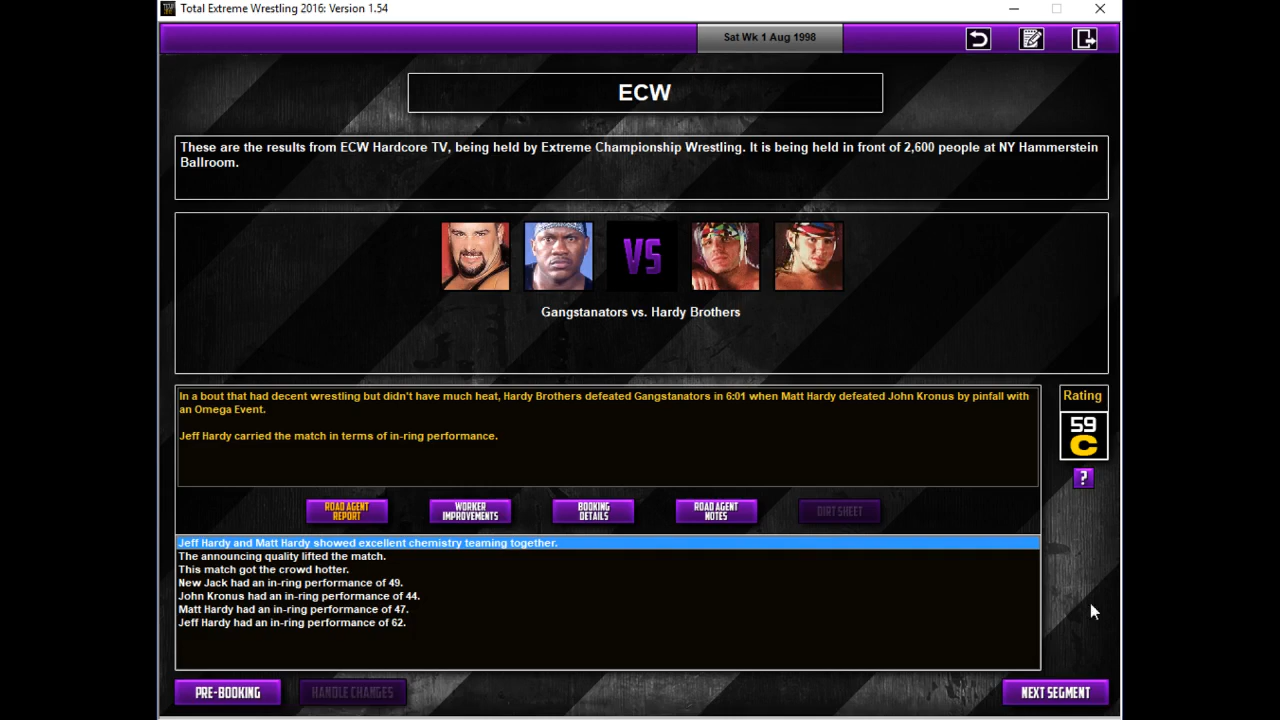 Total Extreme Wrestling 2016: Version 1.54
Sat Wk 1 Aug 1998
ECW
These are the results from ECW Hardcore TV, being held by Extreme Championship Wrestling. It is being held in front of 2,600 people at NY Hammerstein
Ballroom.
VS
Gangstanators vs. Hardy Brothers
In a bout that had decent wrestling but didn't have much heat, Hardy Brothers defeated Gangstanators in 6:01 when Matt Hardy defeated John Kronus by pinfall with
an Omega Event.
Jeff Hardy carried the match in terms of in-ring performance.
Rating
59
C
?
ROAD AGENT
REPORT
WORKER
IMPROVEMENTS
BOOKING
DETAILS
ROAD AGENT
NOTES
DIRT SHEET
Jeff Hardy and Matt Hardy showed excellent chemistry teaming together.
The announcing quality lifted the match.
This match got the crowd hotter.
New Jack had an in-ring performance of 49.
John Kronus had an in-ring performance of 44.
Matt Hardy had an in-ring performance of 47.
Jeff Hardy had an in-ring performance of 62.
PRE-BOOKING
HANDLE CHANGES
NEXT SEGMENT